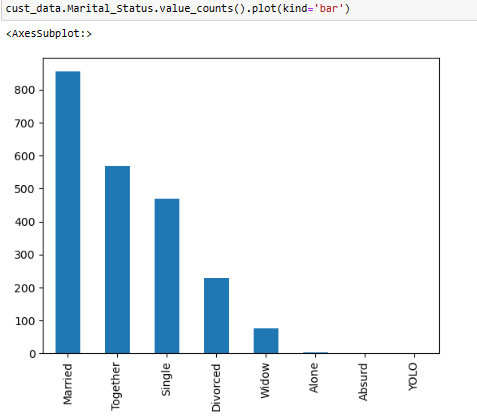 cust_data.Marital_Status.value_counts().plot(kind='bar')
<AxesSubplot:>
800
700
600
500
400
300
200
100
0
Married
Together
Single
Divorced
Widow
Alone
Absurd
YOLO